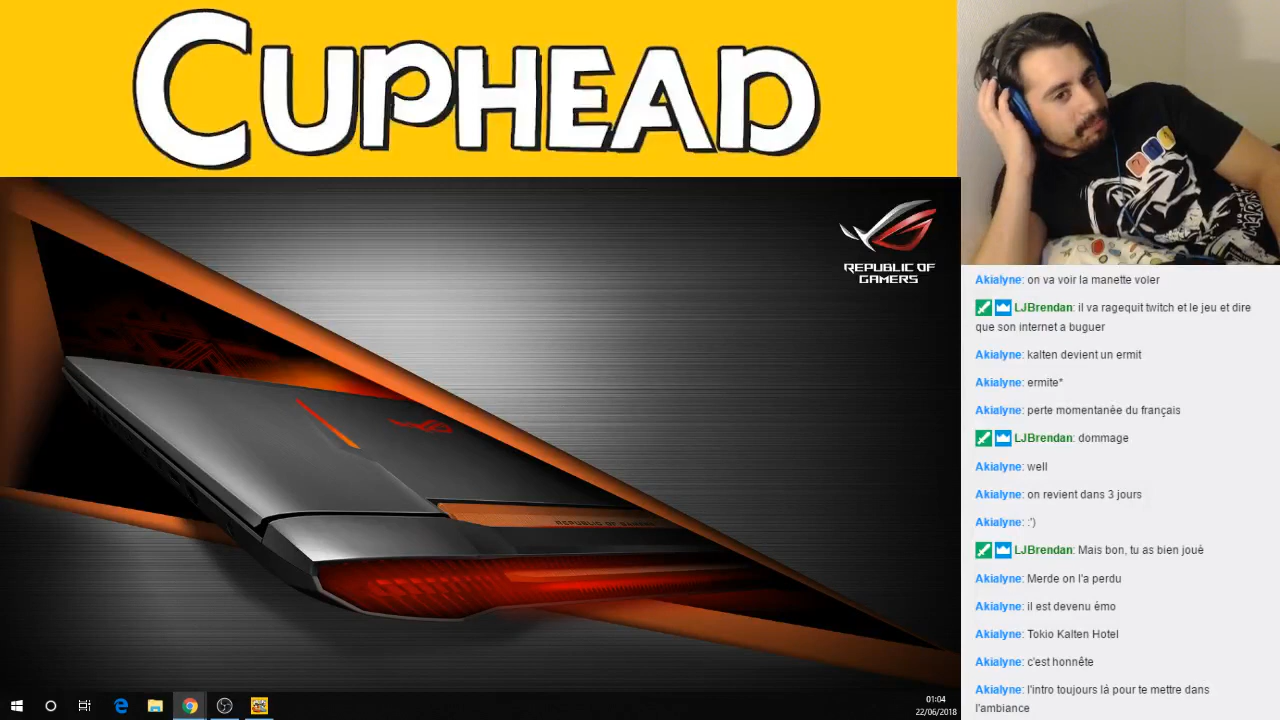 CUPHEAD
REPUBLIC OF
GAMERS
Akialyne: on va voir la manette voler
LJBrendan: il va ragequit twitch et le jeu et dire
que son internet a buguer
Akialyne: kalten devient un ermit
Akialyne: ermite*
Akialyne: perte momentanée du français
LJBrendan: dommage
Akialyne: well
Akialyne: on revient dans 3 jours
Akialyne: :')
LJBrendan: Mais bon, tu as bien joué
Akialyne: Merde on l'a perdu
Akialyne: il est devenu émo
Akialyne: Tokio Kalten Hotel
Akialyne: c'est honnête
Akialyne: l'intro toujours là pour te mettre dans
l'ambiance
01:04
22/06/2018